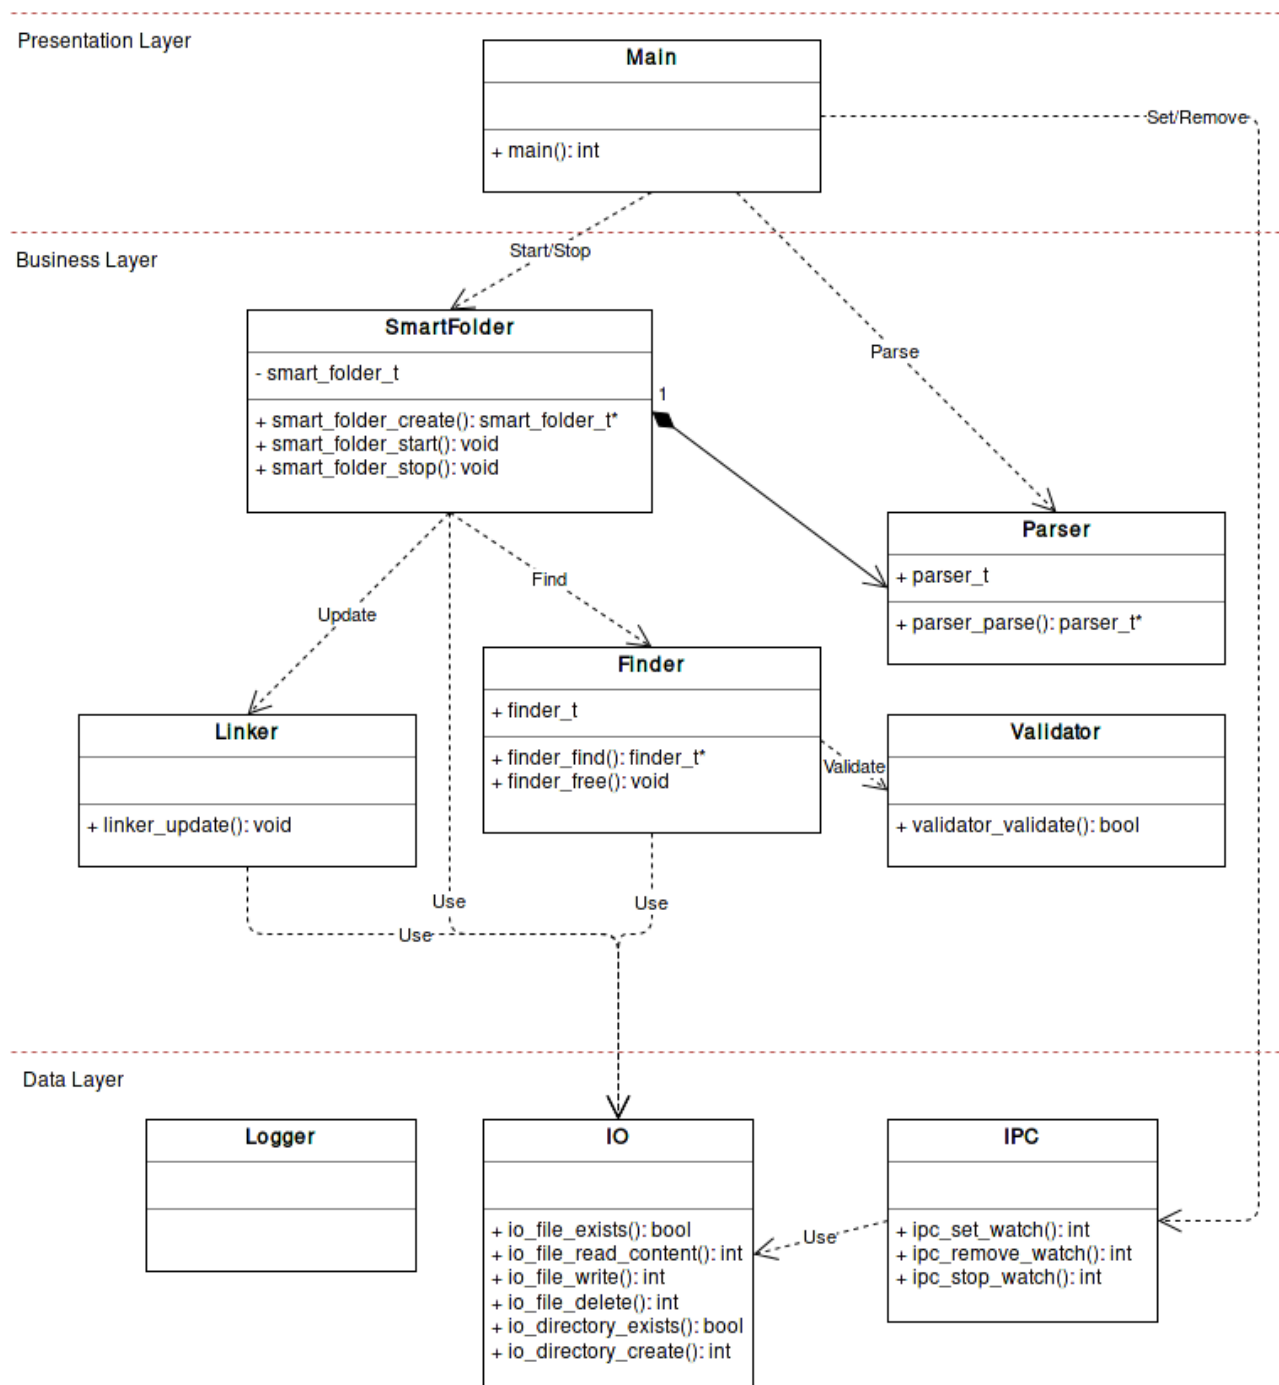 Presentation Layer
Main
+ main(): int
Set/Remove
Business Layer
Start/Stop
SmartFolder
- smart_folder_t
+ smart_folder_create(): smart_folder_t*
+ smart_folder_start(): void
+ smart_folder_stop(): void
1
Parse
Parser
+ parser_t
+ parser_parse(): parser_t*
Update
Find
Linker
+ linker_update(): void
Finder
+ finder_t
+ finder_find(): finder_t*
+ finder_free(): void
Validate
Validator
+ validator_validate(): bool
Use
Use
Use
Data Layer
Logger
IO
+ io_file_exists(): bool
+ io_file_read_content(): int
+ io_file_write(): int
+ io_file_delete(): int
+ io_directory_exists(): bool
+ io_directory_create(): int
Use
IPC
+ ipc_set_watch(): int
+ ipc_remove_watch(): int
+ ipc_stop_watch(): int